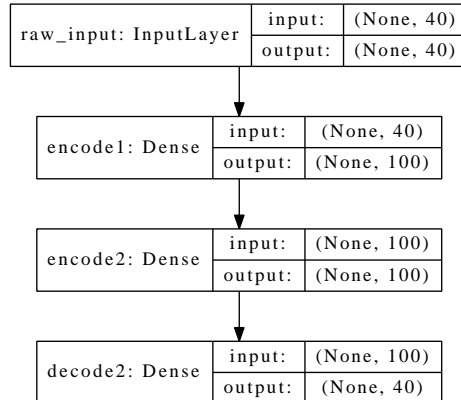 raw_input: InputLayer
input: (None, 40)
output: (None, 40)
encode1: Dense
input: (None, 40)
output: (None, 100)
encode2: Dense
input: (None, 100)
output: (None, 100)
decode2: Dense
input: (None, 100)
output: (None, 40)